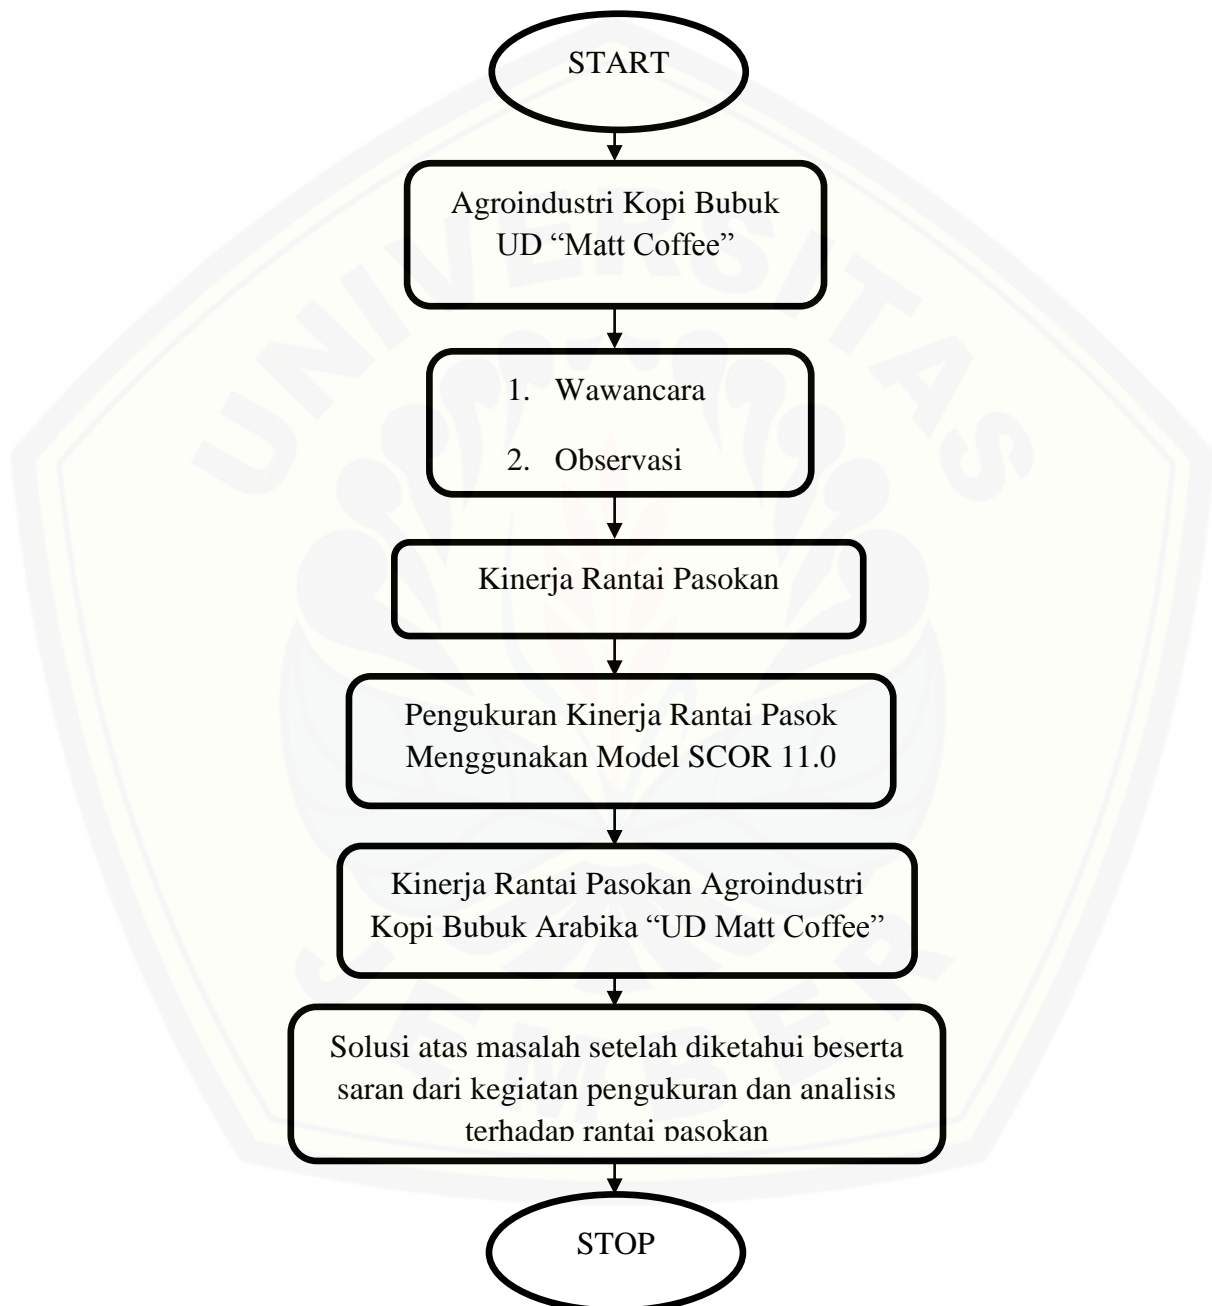 START
Agroindustri Kopi Bubuk
UD “Matt Coffee”
1. Wawancara
2. Observasi
Kinerja Rantai Pasokan
Pengukuran Kinerja Rantai Pasok
Menggunakan Model SCOR 11.0
Kinerja Rantai Pasokan Agroindustri
Kopi Bubuk Arabika “UD Matt Coffee”
Solusi atas masalah setelah diketahui beserta
saran dari kegiatan pengukuran dan analisis
terhadap rantai pasokan
STOP
UNIVERSITAS
JEMBER